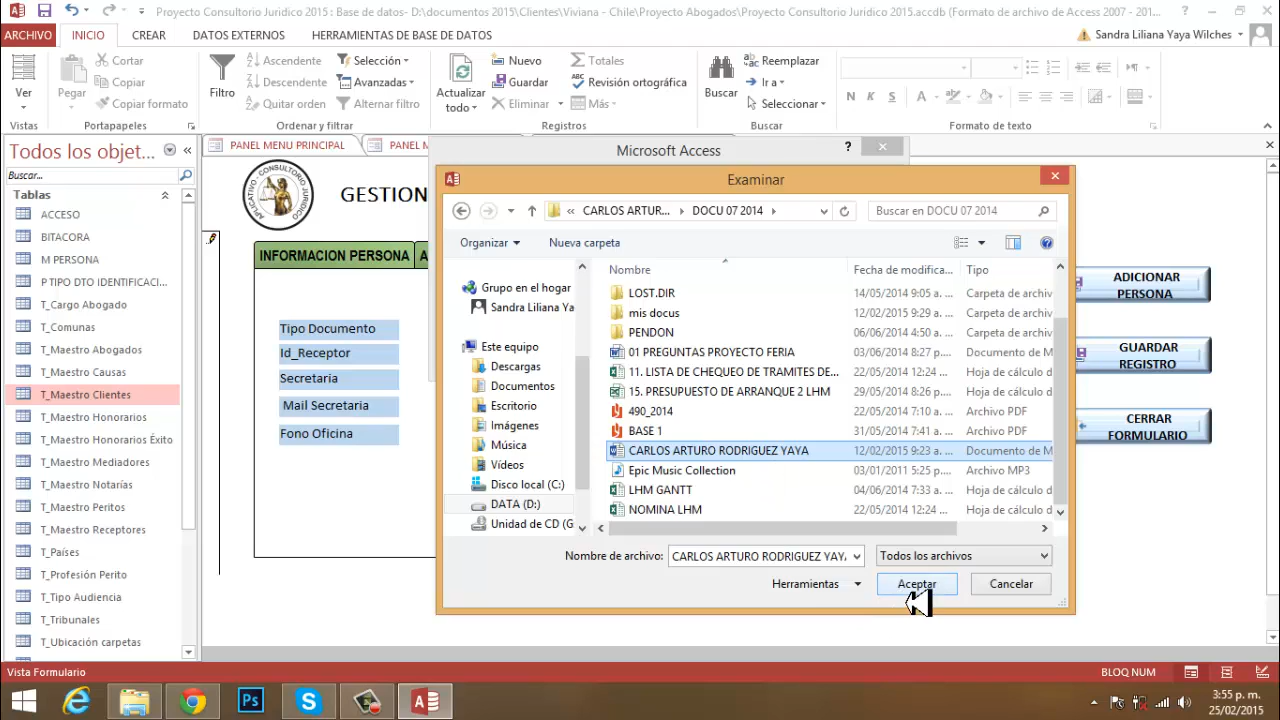 Proyecto Consultorio Juridico 2015 : Base de datos- D:\documentos 2015\Clientes\Viviana - Chile\Proyecto Abogados\Proyecto Consultorio Juridico 2015.accdb (Formato de archivo de Access 2007 - 201...
ARCHIVO INICIO CREAR DATOS EXTERNOS HERRAMIENTAS DE BASE DE DATOS Sandra Liliana Yaya Wilches
Ver
Pegar
Cortar
Copiar
Copiar formato
Filtro
Ascendente
Descendente
Quitar orden
Selección
Avanzadas
Alternar filtro
Actualizar
todo
Nuevo
Guardar
Eliminar
Totales
Revisión ortográfica
Más
Buscar
Reemplazar
Ir a
Seleccionar
N K S
Vistas Portapapeles Ordenar y filtrar Registros Buscar Formato de texto
Todos los objet...
Buscar...
Tablas
ACCESO
BITACORA
M PERSONA
P TIPO DTO IDENTIFICACI...
T_Cargo Abogado
T_Comunas
T_Maestro Abogados
T_Maestro Causas
T_Maestro Clientes
T_Maestro Honorarios
T_Maestro Honorarios Éxito
T_Maestro Mediadores
T_Maestro Notarías
T_Maestro Peritos
T_Maestro Receptores
T_Países
T_Profesión Perito
T_Tipo Audiencia
T_Tribunales
T_Ubicación carpetas
PANEL MENU PRINCIPAL PANEL M
GESTION
INFORMACION PERSONA A
Tipo Documento
Id_Receptor
Secretaria
Mail Secretaria
Fono Oficina
Microsoft Access
?
Examinar
« CARLOS ARTUR... DOCU 07 2014
Buscar en DOCU 07 2014
Organizar Nueva carpeta
Grupo en el hogar
Sandra Liliana Ya
Este equipo
Descargas
Documentos
Escritorio
Imágenes
Música
Vídeos
Disco local (C:)
DATA (D:)
Unidad de CD (G
Nombre Fecha de modifica... Tipo
LOST.DIR 14/05/2014 9:05 a. ... Carpeta de archiv
mis docus 12/02/2015 9:29 a. ... Carpeta de archiv
PENDON 06/06/2014 4:50 a. ... Carpeta de archiv
01 PREGUNTAS PROYECTO FERIA 03/06/2014 8:27 p... Documento de M
11. LISTA DE CHEQUEO DE TRAMITES DE... 22/05/2014 12:24 ... Hoja de cálculo d
15. PRESUPUESTO DE ARRANQUE 2 LHM 29/05/2014 8:26 p... Hoja de cálculo d
490_2014 22/05/2014 7:10 a. ... Archivo PDF
BASE 1 31/05/2014 7:41 a. ... Archivo PDF
CARLOS ARTURO RODRIGUEZ YAYA 12/02/2015 9:23 a. ... Documento de M
Epic Music Collection 03/01/2011 5:25 p... Archivo MP3
LHM GANTT 04/06/2014 7:33 a. ... Hoja de cálculo d
NOMINA LHM 22/05/2014 12:24 ... Hoja de cálculo d
Nombre de archivo: CARLOS ARTURO RODRIGUEZ YAY. Todos los archivos
Herramientas Aceptar Cancelar
ADICIONAR
PERSONA
GUARDAR
REGISTRO
CERRAR
FORMULARIO
Vista Formulario BLOQ NUM
3:55 p. m.
25/02/2015